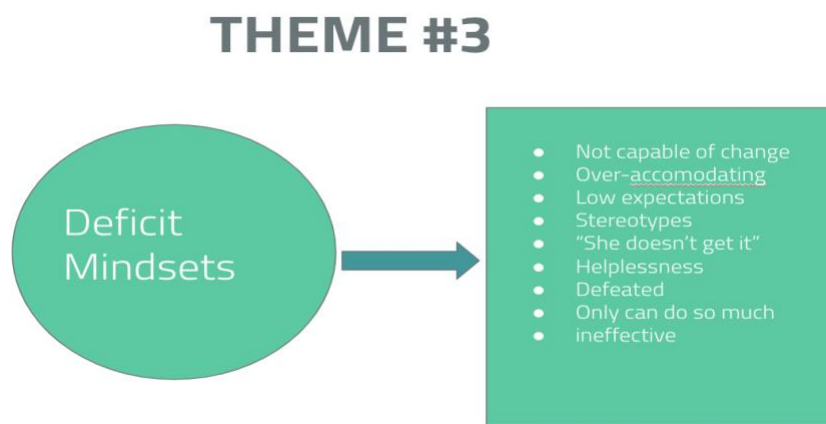 THEME #3
Deficit
Mindsets
● Not capable of change
● Over-accomodating
● Low expectations
● Stereotypes
● “She doesn’t get it”
● Helplessness
● Defeated
● Only can do so much
● ineffective